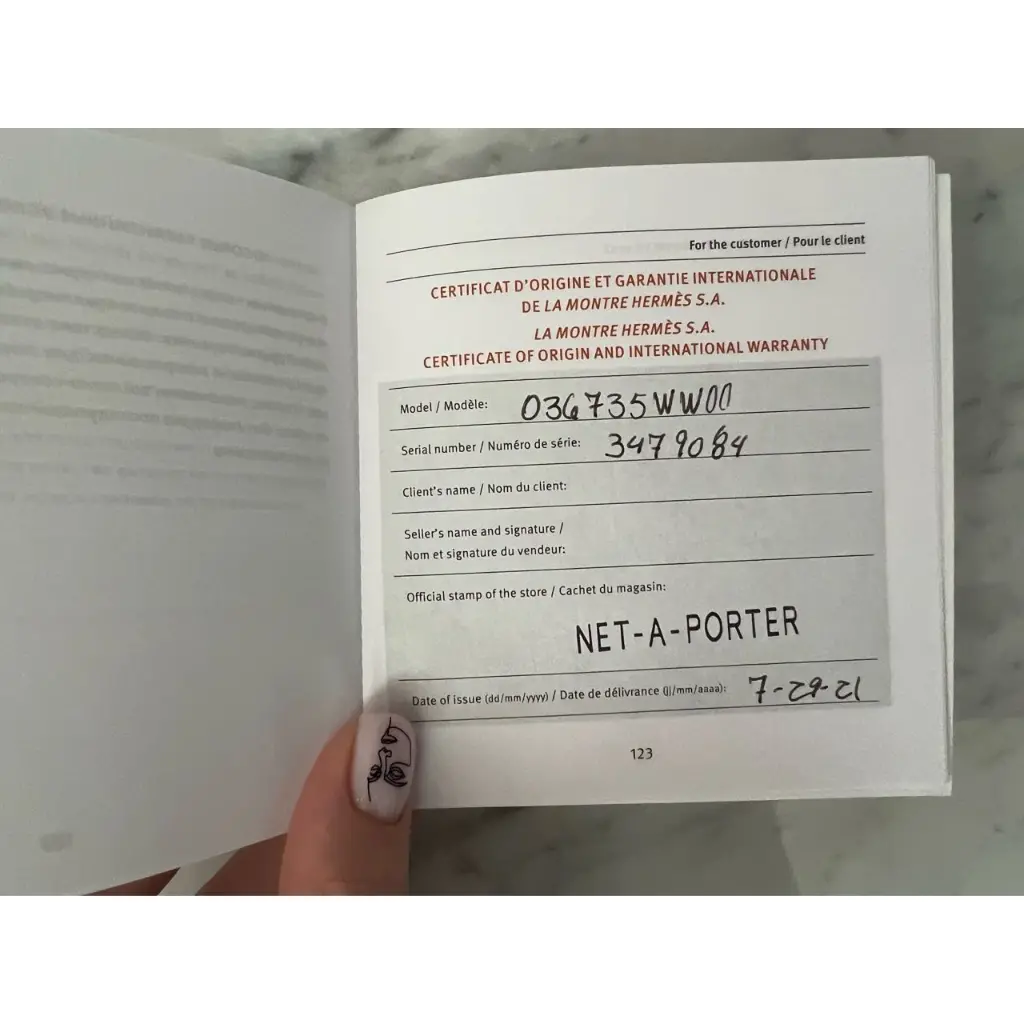 For the customer / Pour le client
CERTIFICAT D'ORIGINE ET GARANTIE INTERNATIONALE
DE LA MONTRE HERMÈS S.A.
LA MONTRE HERMÈS S.A.
CERTIFICATE OF ORIGIN AND INTERNATIONAL WARRANTY
Model / Modèle: 036735WW00
Serial number / Numéro de série: 3479084
Client's name / Nom du client:
Seller's name and signature /
Nom et signature du vendeur:
Official stamp of the store / Cachet du magasin:
NET-A-PORTER
Date of issue (dd/mm/yyyy) / Date de délivrance (jj/mm/aaaa): 7-29-21
123